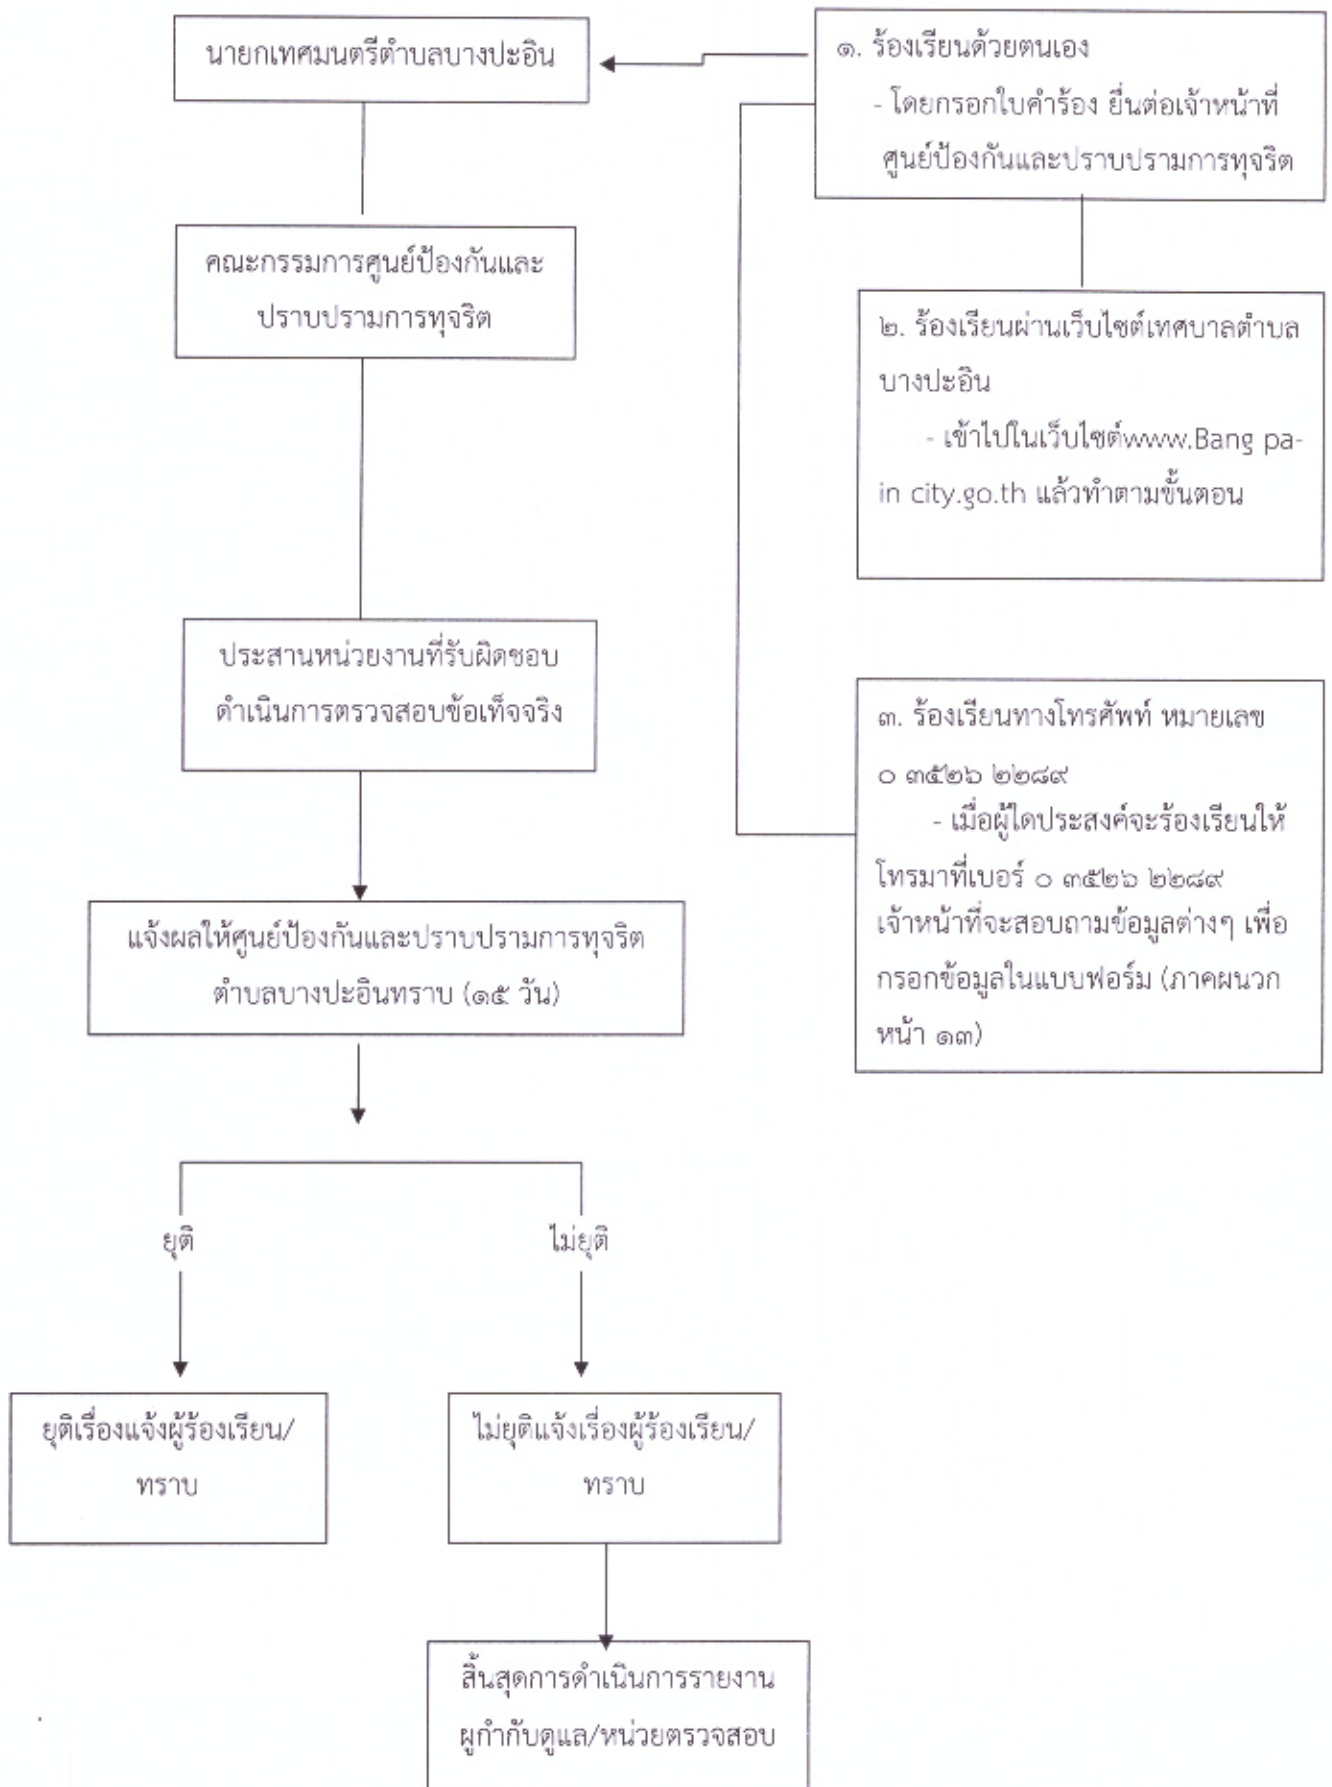 นายกเทศมนตรีตำบลบางปะอิน
๑. ร้องเรียนด้วยตนเอง
- โดยกรอกใบคำร้อง ยื่นต่อเจ้าหน้าที่
ศูนย์ป้องกันและปราบปรามการทุจริต
คณะกรรมการศูนย์ป้องกันและ
ปราบปรามการทุจริต
๒. ร้องเรียนผ่านเว็บไซต์เทศบาลตำบล
บางปะอิน
- เข้าไปในเว็บไซต์www.Bang pa-
in city.go.th แล้วทำตามขั้นตอน
ประสานหน่วยงานที่รับผิดชอบ
ดำเนินการตรวจสอบข้อเท็จจริง
๓. ร้องเรียนทางโทรศัพท์ หมายเลข
๐ ๓๕๒๖ ๒๒๘๙
- เมื่อผู้ใดประสงค์จะร้องเรียนให้
โทรมาที่เบอร์ ๐ ๓๕๒๖ ๒๒๘๙
เจ้าหน้าที่จะสอบถามข้อมูลต่างๆ เพื่อ
กรอกข้อมูลในแบบฟอร์ม (ภาคผนวก
หน้า ๑๓)
แจ้งผลให้ศูนย์ป้องกันและปราบปรามการทุจริต
ตำบลบางปะอินทราบ (๑๕ วัน)
ยุติ
ไม่ยุติ
ยุติเรื่องแจ้งผู้ร้องเรียน/
ทราบ
ไม่ยุติแจ้งเรื่องผู้ร้องเรียน/
ทราบ
สิ้นสุดการดำเนินการรายงาน
ผูกำกับดูแล/หน่วยตรวจสอบ